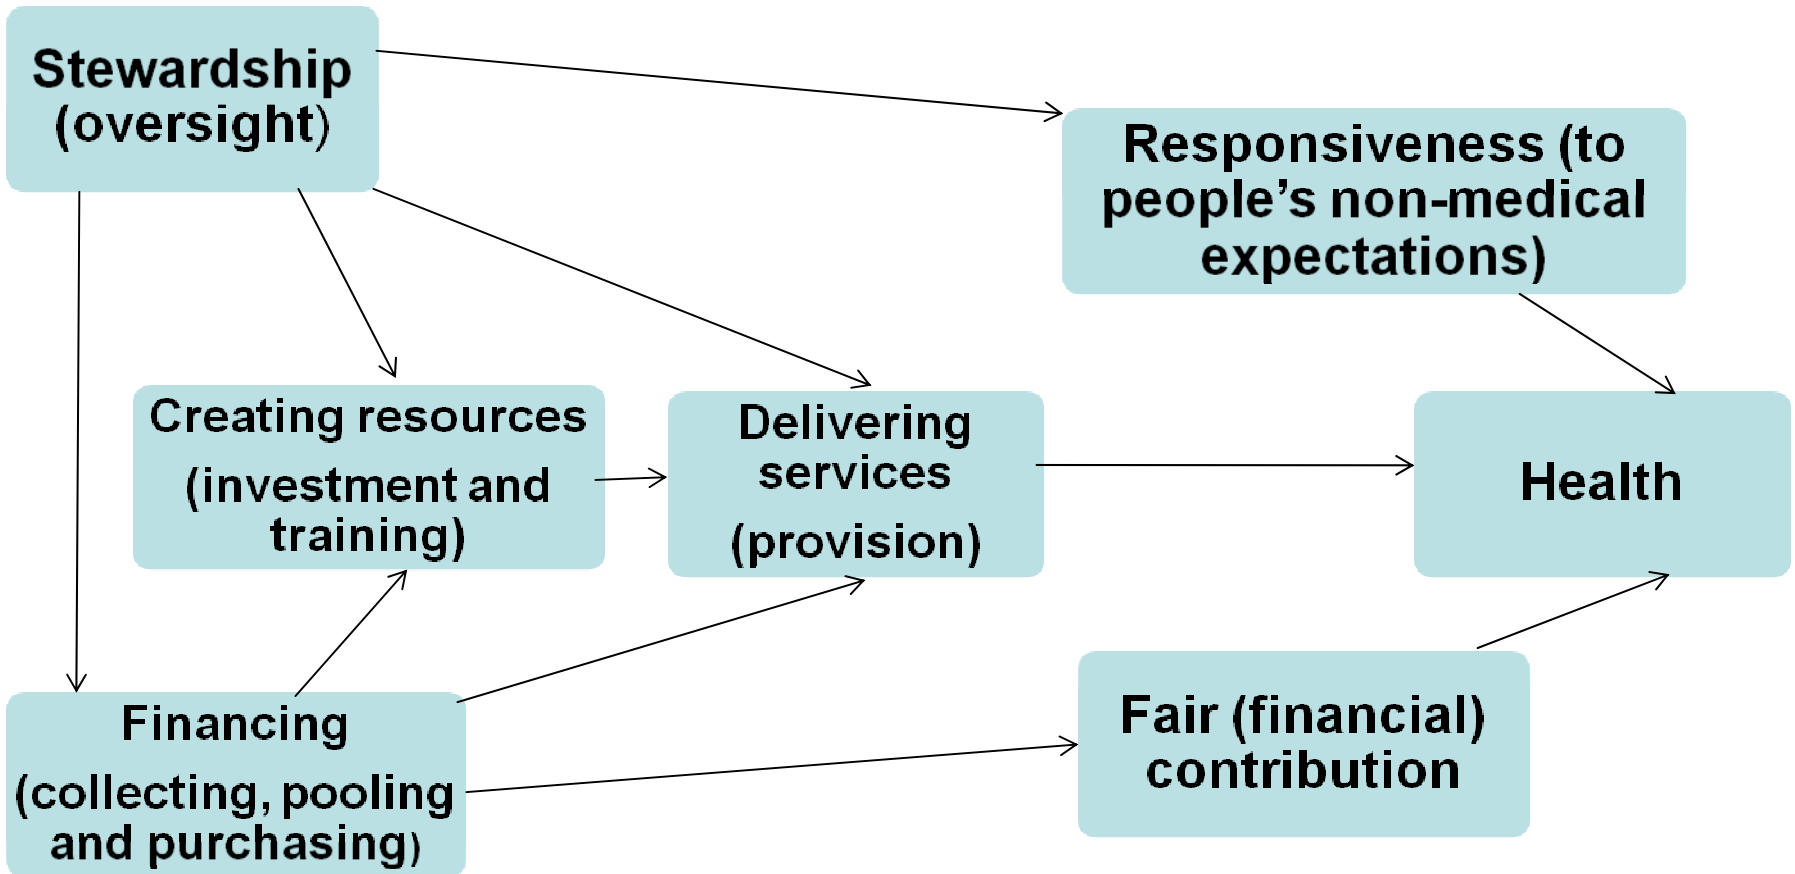 Stewardship
(oversight)
Responsiveness (to
people’s non-medical
expectations)
Creating resources
(investment and
training)
Delivering
services
(provision)
Health
Financing
(collecting, pooling
and purchasing)
Fair (financial)
contribution